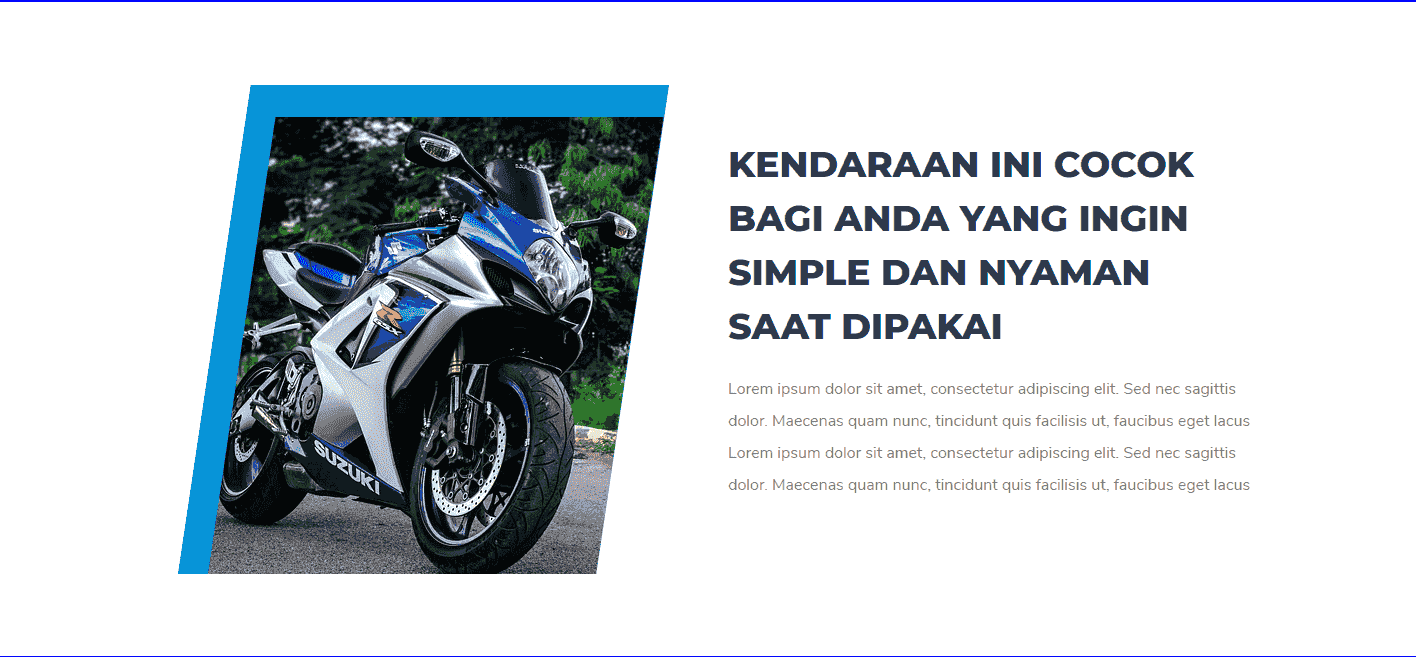 KENDARAAN INI COCOK
BAGI ANDA YANG INGIN
SIMPLE DAN NYAMAN
SAAT DIPAKAI
Lorem ipsum dolor sit amet, consectetur adipiscing elit. Sed nec sagittis
dolor. Maecenas quam nunc, tincidunt quis facilisis ut, faucibus eget lacus
Lorem ipsum dolor sit amet, consectetur adipiscing elit. Sed nec sagittis
dolor. Maecenas quam nunc, tincidunt quis facilisis ut, faucibus eget lacus
R
GSX
SUZUKI